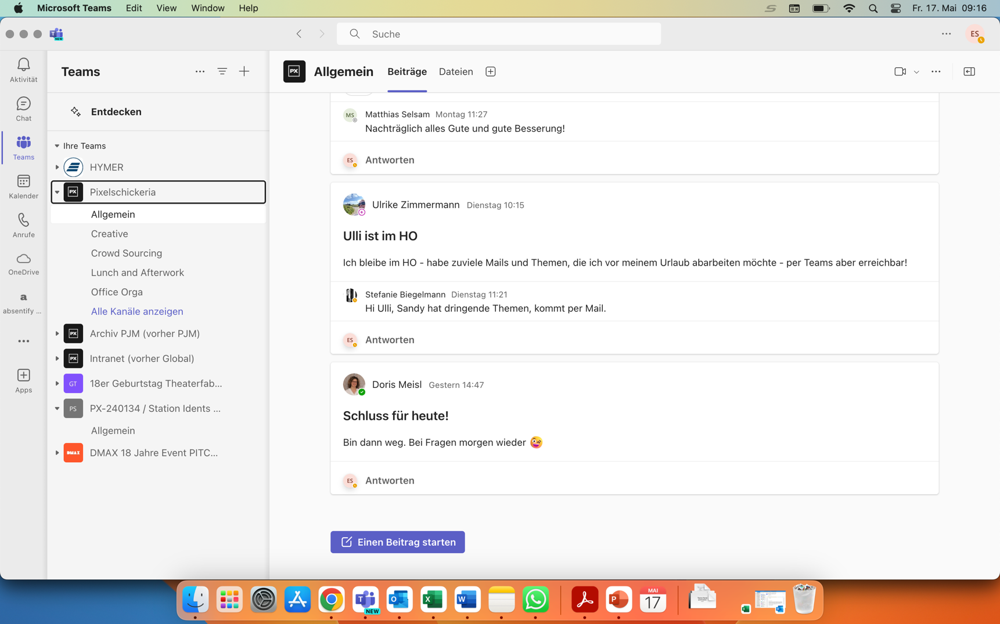 Microsoft Teams Edit View Window Help
Fr. 17. Mai 09:16
NEW
Suche
ES
Aktivität
Chat
Teams
Kalender
Anrufe
OneDrive
a
absentify ...
Apps
Teams
Entdecken
Ihre Teams
HYMER
PX Pixelschickeria
Allgemein
Creative
Crowd Sourcing
Lunch and Afterwork
Office Orga
Alle Kanäle anzeigen
PX Archiv PJM (vorher PJM)
PX Intranet (vorher Global)
GT 18er Geburtstag Theaterfab...
PS PX-240134 / Station Idents ...
Allgemein
DMAX DMAX 18 Jahre Event PITC...
PX Allgemein Beiträge Dateien
MS Matthias Selsam Montag 11:27
Nachträglich alles Gute und gute Besserung!
ES Antworten
Ulrike Zimmermann Dienstag 10:15
Ulli ist im HO
Ich bleibe im HO - habe zuviele Mails und Themen, die ich vor meinem Urlaub abarbeiten möchte - per Teams aber erreichbar!
Stefanie Biegelmann Dienstag 11:21
Hi Ulli, Sandy hat dringende Themen, kommt per Mail.
ES Antworten
Doris Meisl Gestern 14:47
Schluss für heute!
Bin dann weg. Bei Fragen morgen wieder 😜
ES Antworten
Einen Beitrag starten
T NEW
O
X
W
P
MAI
17